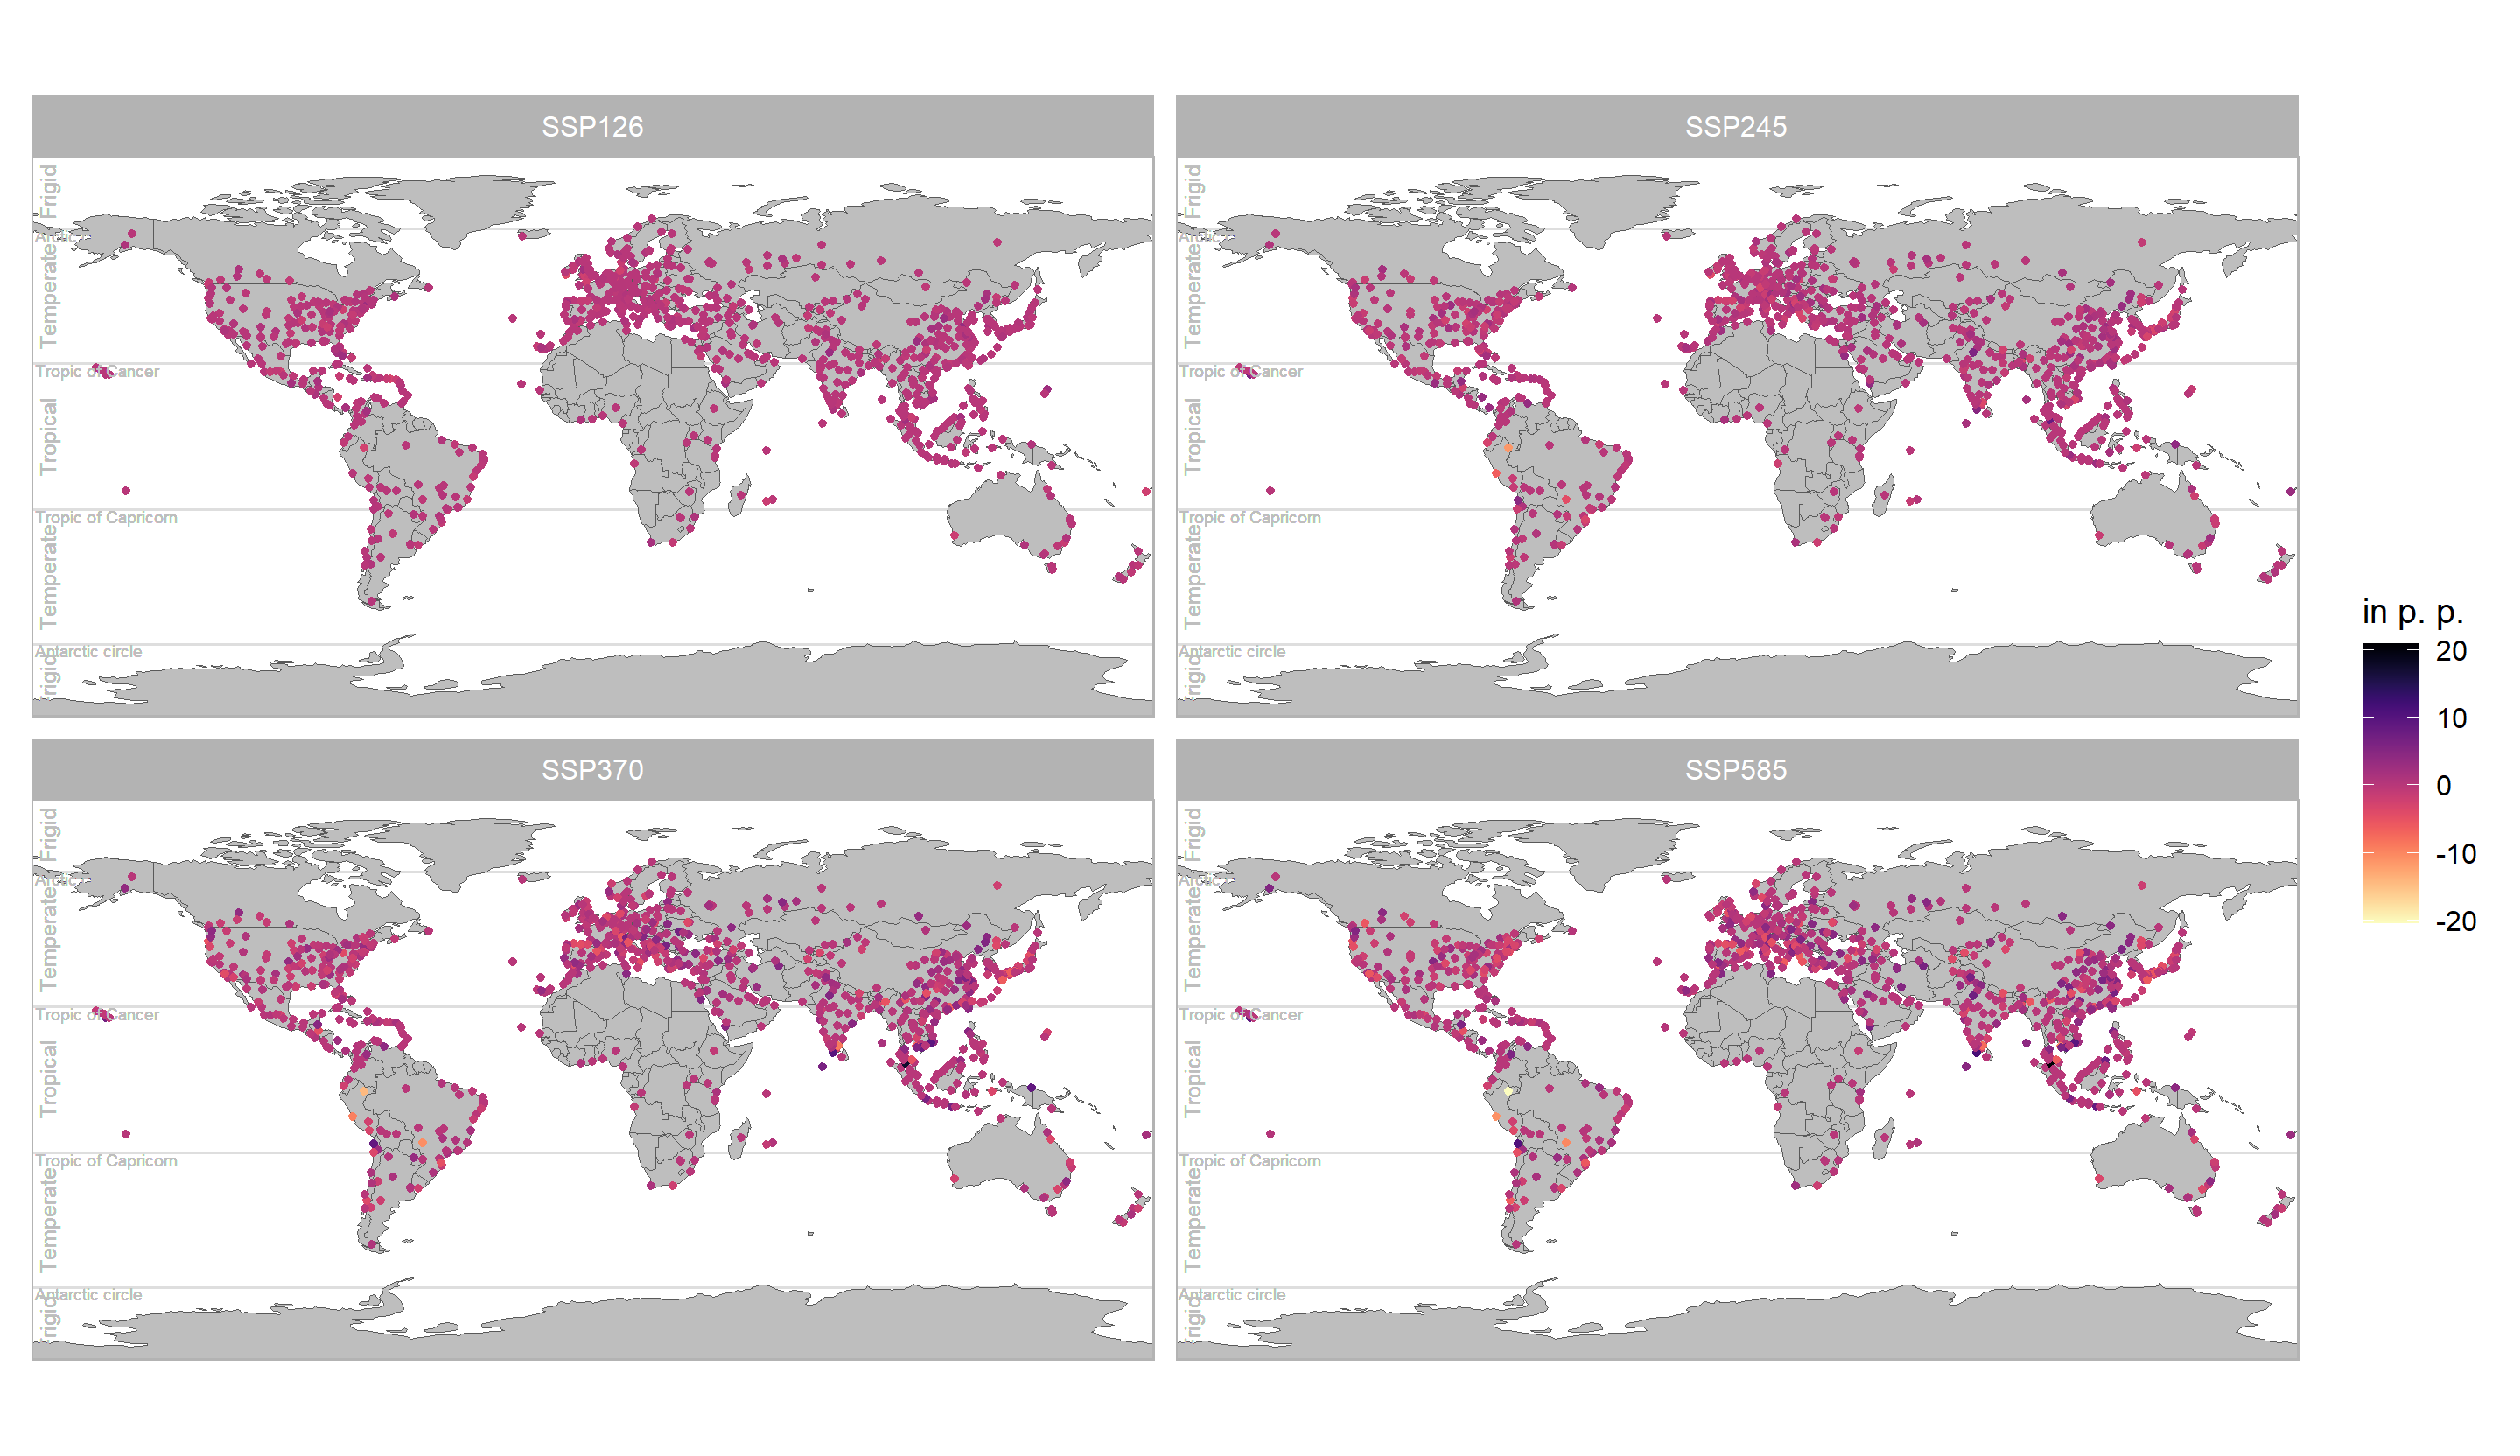 SSP126
Frigid
Arctic
Temperate
Tropic of Cancer
Tropical
Tropic of Capricorn
Temperate
Antarctic circle
Frigid
SSP245
Frigid
Arctic
Temperate
Tropic of Cancer
Tropical
Tropic of Capricorn
Temperate
Antarctic circle
Frigid
SSP370
Frigid
Arctic
Temperate
Tropic of Cancer
Tropical
Tropic of Capricorn
Temperate
Antarctic circle
Frigid
SSP585
Frigid
Arctic
Temperate
Tropic of Cancer
Tropical
Tropic of Capricorn
Temperate
Antarctic circle
Frigid
in p. p.
20
10
0
-10
-20